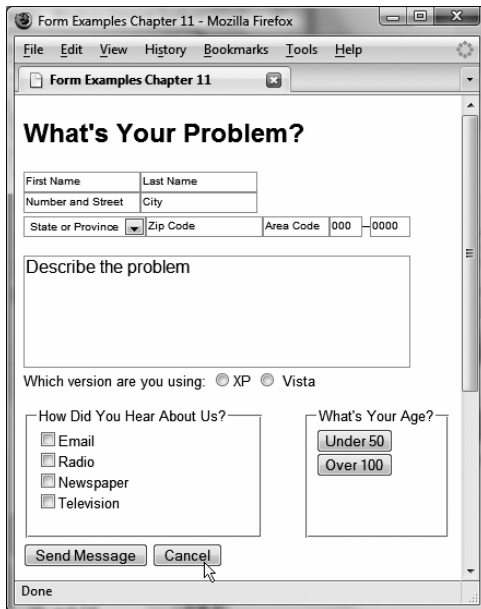 Form Examples Chapter 11 - Mozilla Firefox
File Edit View History Bookmarks Tools Help
Form Examples Chapter 11
What's Your Problem?
First Name Last Name
Number and Street City
State or Province Zip Code Area Code 000 –0000
Describe the problem
Which version are you using: XP Vista
How Did You Hear About Us? What's Your Age?
Email Under 50
Radio Over 100
Newspaper
Television
Send Message Cancel
Done